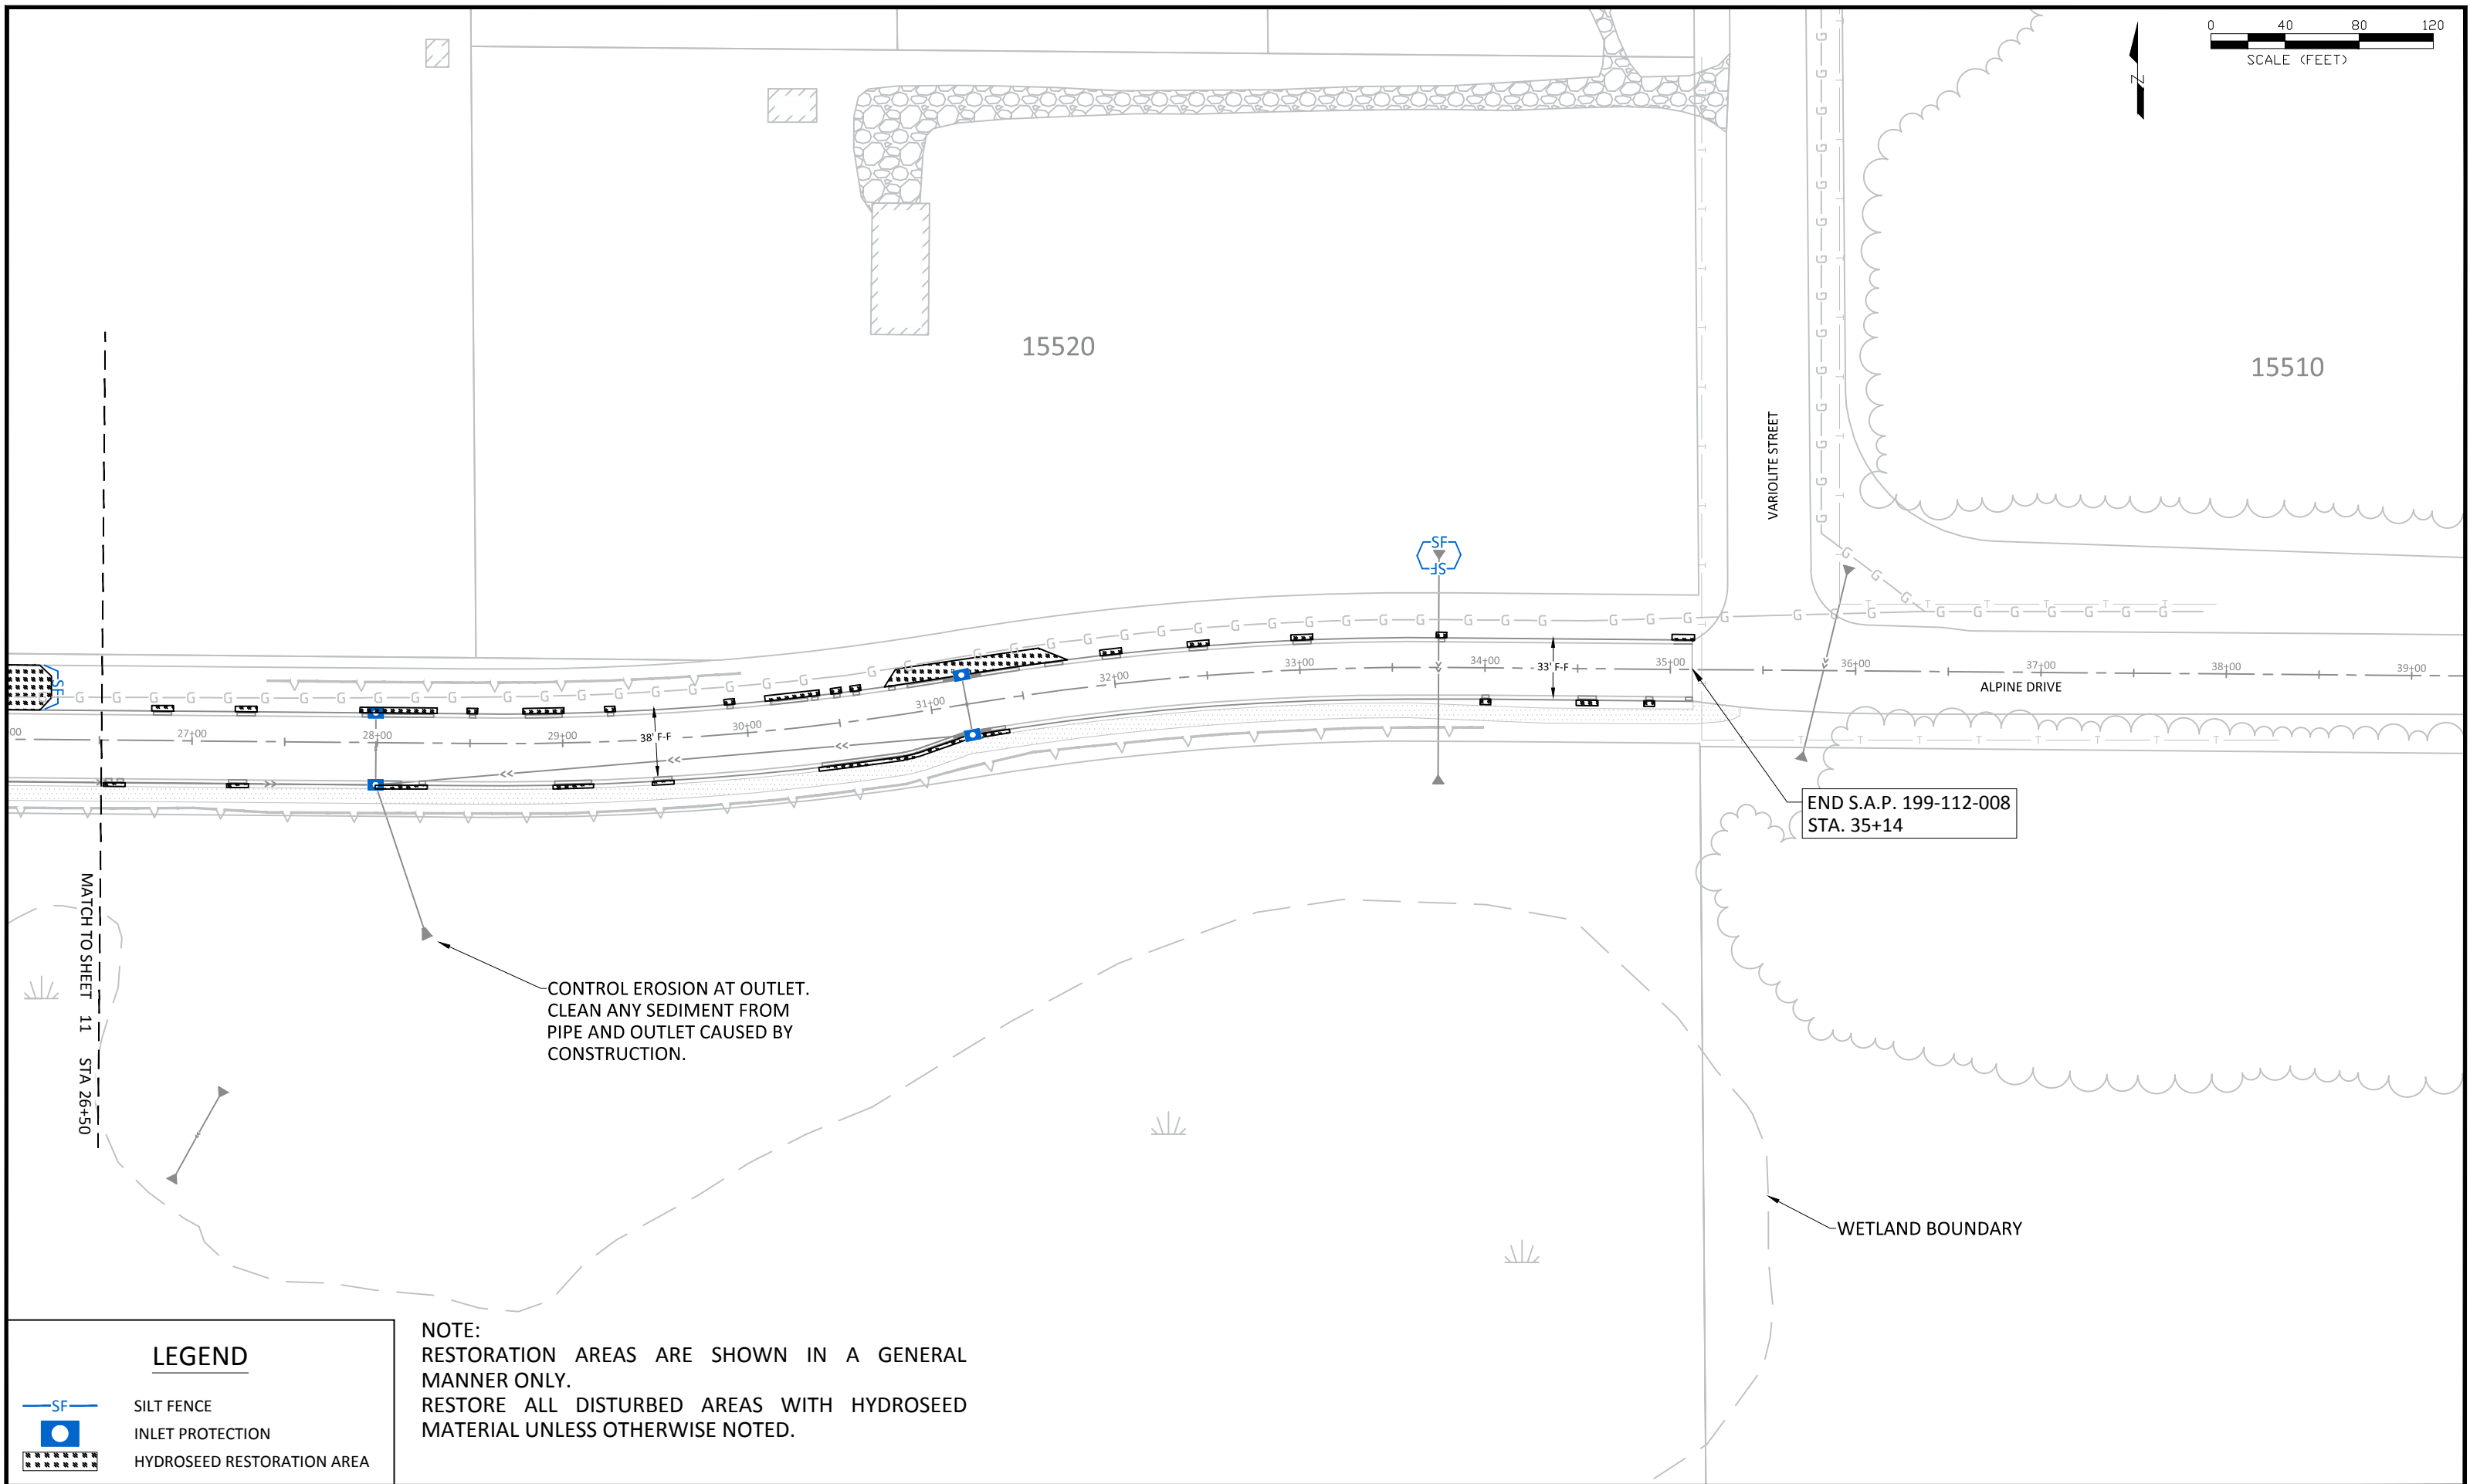 0 40 80 120
SCALE (FEET)
N
15520
15510
VARIOLITE STREET
SF
SF
SF
27+00
28+00
29+00
30+00
31+00
32+00
33+00
34+00
35+00
36+00
37+00
38+00
39+00
38' F-F
33' F-F
ALPINE DRIVE
END S.A.P. 199-112-008
STA. 35+14
MATCH TO SHEET 11 STA 26+50
CONTROL EROSION AT OUTLET.
CLEAN ANY SEDIMENT FROM
PIPE AND OUTLET CAUSED BY
CONSTRUCTION.
WETLAND BOUNDARY
LEGEND
SF SILT FENCE
INLET PROTECTION
HYDROSEED RESTORATION AREA
NOTE:
RESTORATION AREAS ARE SHOWN IN A GENERAL
MANNER ONLY.
RESTORE ALL DISTURBED AREAS WITH HYDROSEED
MATERIAL UNLESS OTHERWISE NOTED.